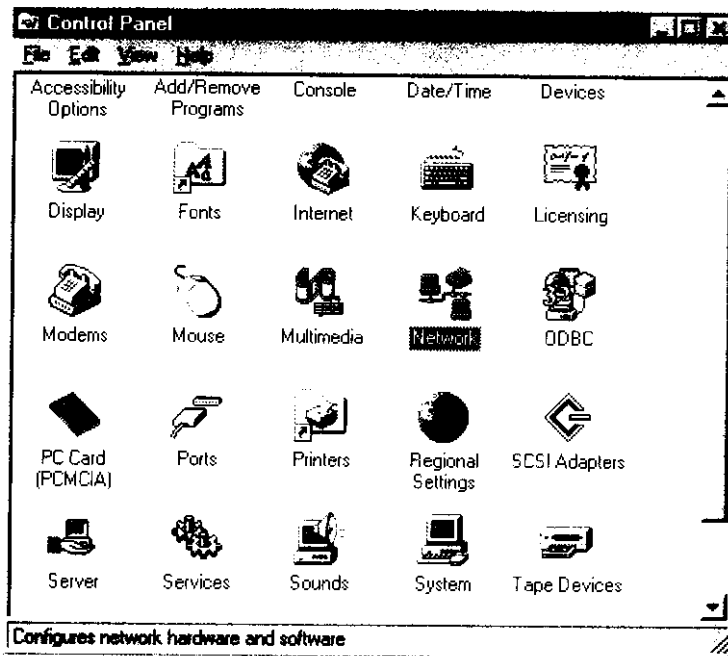 Control Panel
File Edit View Help
Accessibility Options
Add/Remove Programs
Console
Date/Time
Devices
Display
Fonts
Internet
Keyboard
Licensing
Modems
Mouse
Multimedia
Network
ODBC
PC Card (PCMCIA)
Ports
Printers
Regional Settings
SCSI Adapters
Server
Services
Sounds
System
Tape Devices
Configures network hardware and software